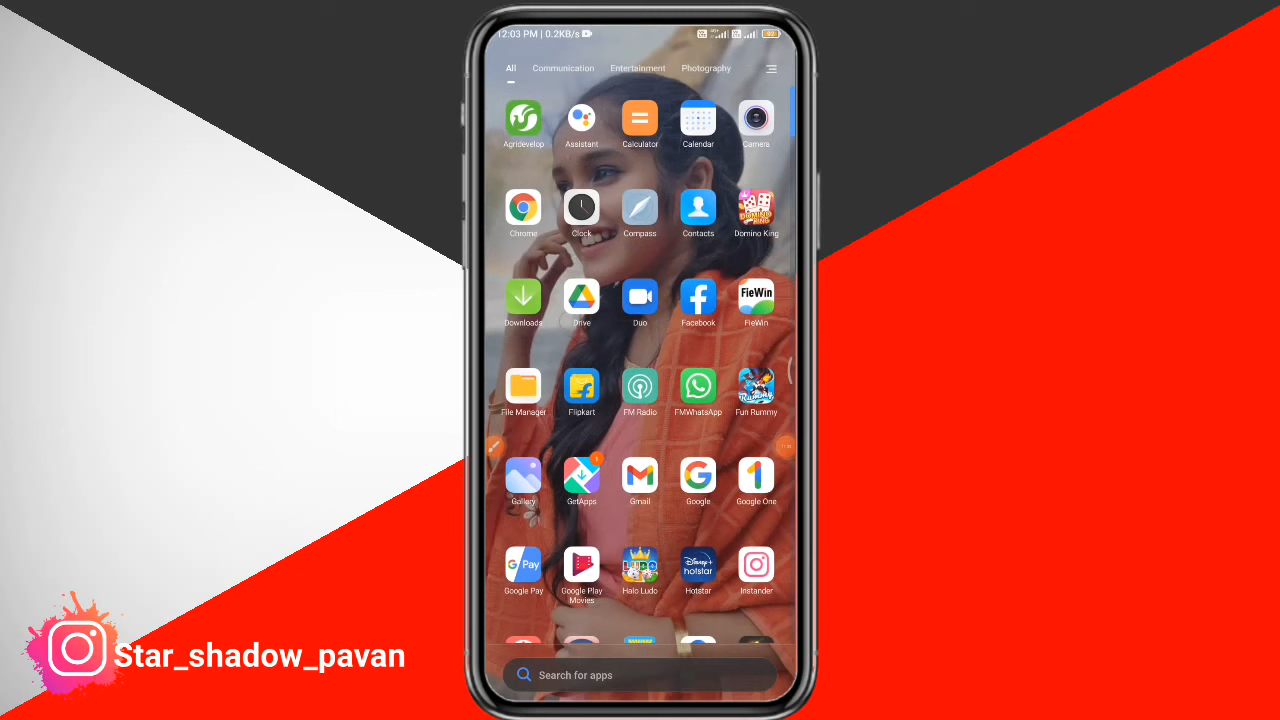 12:03 PM | 0.2KB/s
All Communication Entertainment Photography
Agridevelop Assistant Calculator Calendar Camera
Chrome Clock Compass Contacts Domino King
Downloads Drive Duo Facebook FieWin
File Manager Flipkart FM Radio FMWhatsApp Fun Rummy
Gallery GetApps Gmail Google Google One
Google Pay Google Play Movies Halo Ludo Hotstar Instander
Search for apps
Star_shadow_pavan